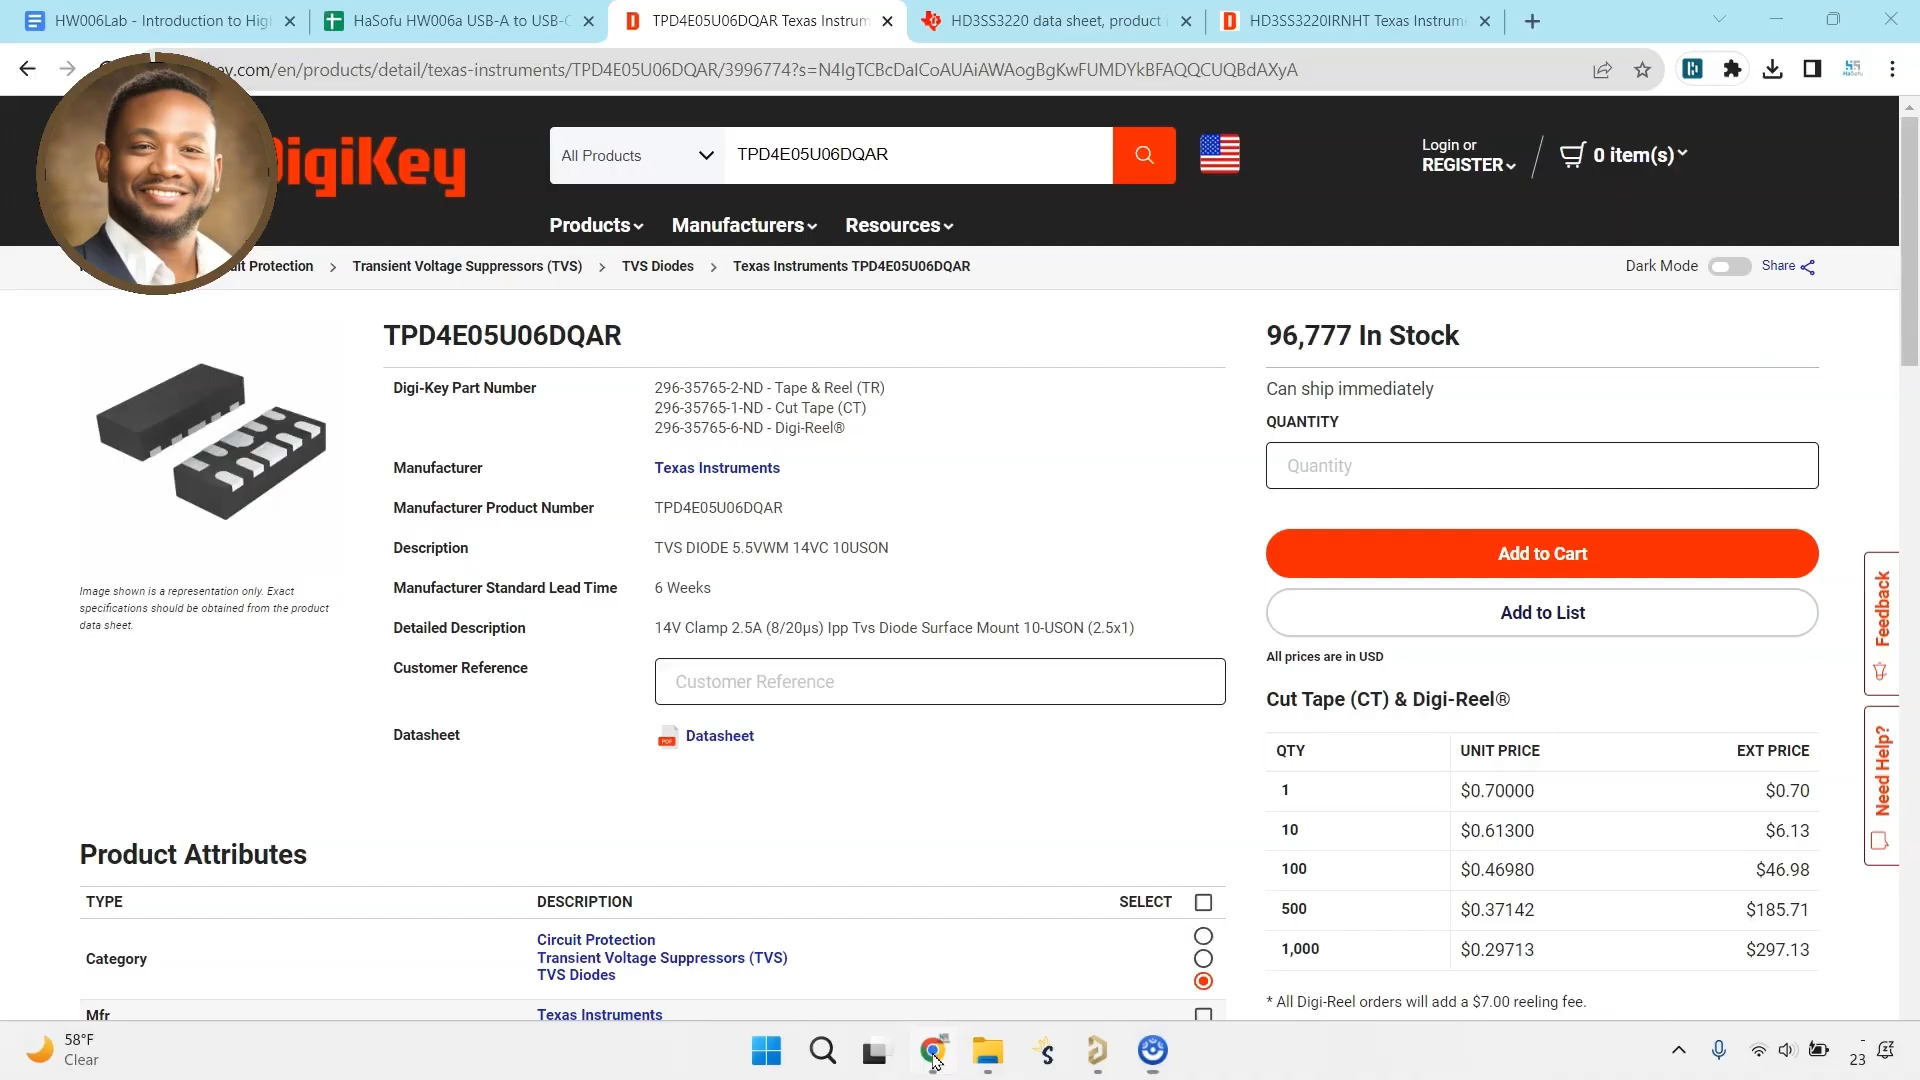 HW006Lab - Introduction to Hig
HaSofu HW006a USB-A to USB-C
TPD4E05U06DQAR Texas Instrum
HD3SS3220 data sheet, product
HD3SS3220IRNHT Texas Instrum
ey.com/en/products/detail/texas-instruments/TPD4E05U06DQAR/3996774?s=N4IgTCBcDaICoAUAiAWAogBgKwFUMDYkBFAQQCUQBdAXyA
DigiKey
All Products
TPD4E05U06DQAR
Login or
REGISTER
0 item(s)
Products
Manufacturers
Resources
uit Protection > Transient Voltage Suppressors (TVS) > TVS Diodes > Texas Instruments TPD4E05U06DQAR
Dark Mode
Share
TPD4E05U06DQAR
96,777 In Stock
Digi-Key Part Number
296-35765-2-ND - Tape & Reel (TR)
296-35765-1-ND - Cut Tape (CT)
296-35765-6-ND - Digi-Reel®
Can ship immediately
QUANTITY
Quantity
Manufacturer
Texas Instruments
Manufacturer Product Number
TPD4E05U06DQAR
Description
TVS DIODE 5.5VWM 14VC 10USON
Add to Cart
Manufacturer Standard Lead Time
6 Weeks
Add to List
Image shown is a representation only. Exact
specifications should be obtained from the product
data sheet.
Detailed Description
14V Clamp 2.5A (8/20µs) Ipp Tvs Diode Surface Mount 10-USON (2.5x1)
All prices are in USD
Customer Reference
Customer Reference
Cut Tape (CT) & Digi-Reel®
Datasheet
PDF
Datasheet
QTY UNIT PRICE EXT PRICE
1 $0.70000 $0.70
10 $0.61300 $6.13
100 $0.46980 $46.98
500 $0.37142 $185.71
1,000 $0.29713 $297.13
* All Digi-Reel orders will add a $7.00 reeling fee.
Feedback
Need Help?
Product Attributes
TYPE DESCRIPTION SELECT
Category
Circuit Protection
Transient Voltage Suppressors (TVS)
TVS Diodes
Mfr
Texas Instruments
58°F
Clear
23